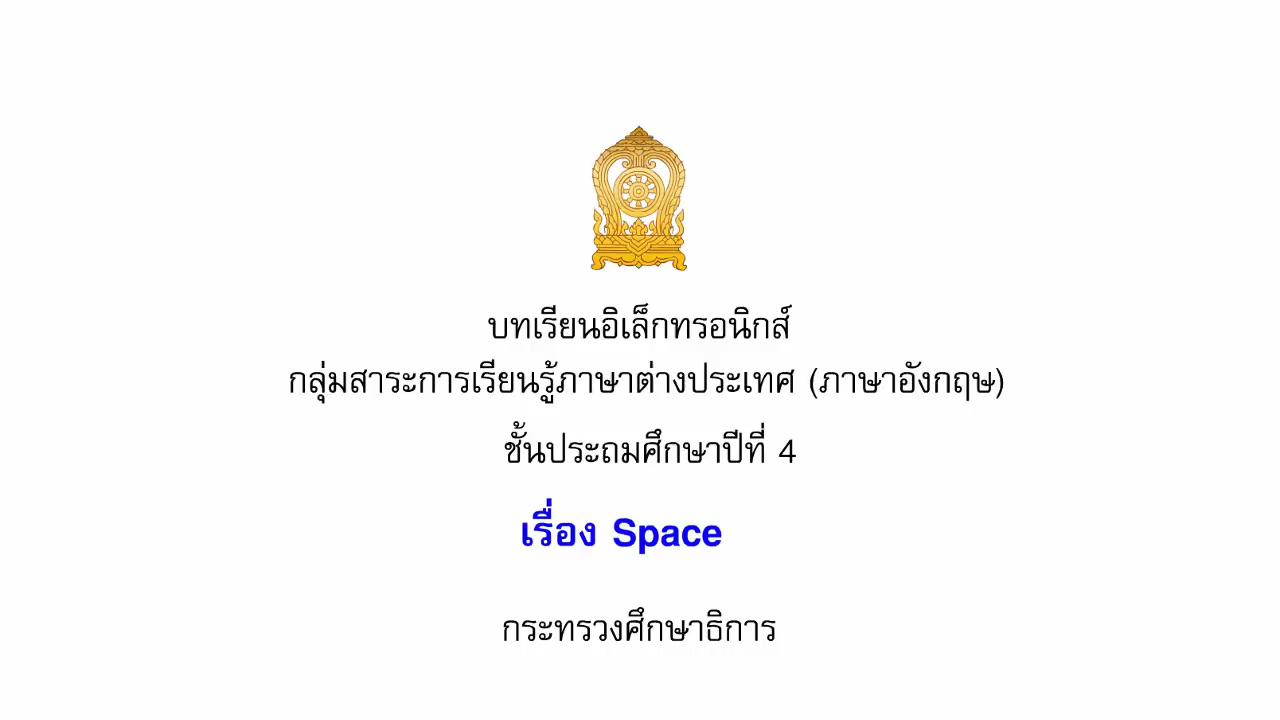 บทเรียนอิเล็กทรอนิกส์
กลุ่มสาระการเรียนรู้ภาษาต่างประเทศ (ภาษาอังกฤษ)
ชั้นประถมศึกษาปีที่ 4
เรื่อง Space
กระทรวงศึกษาธิการ